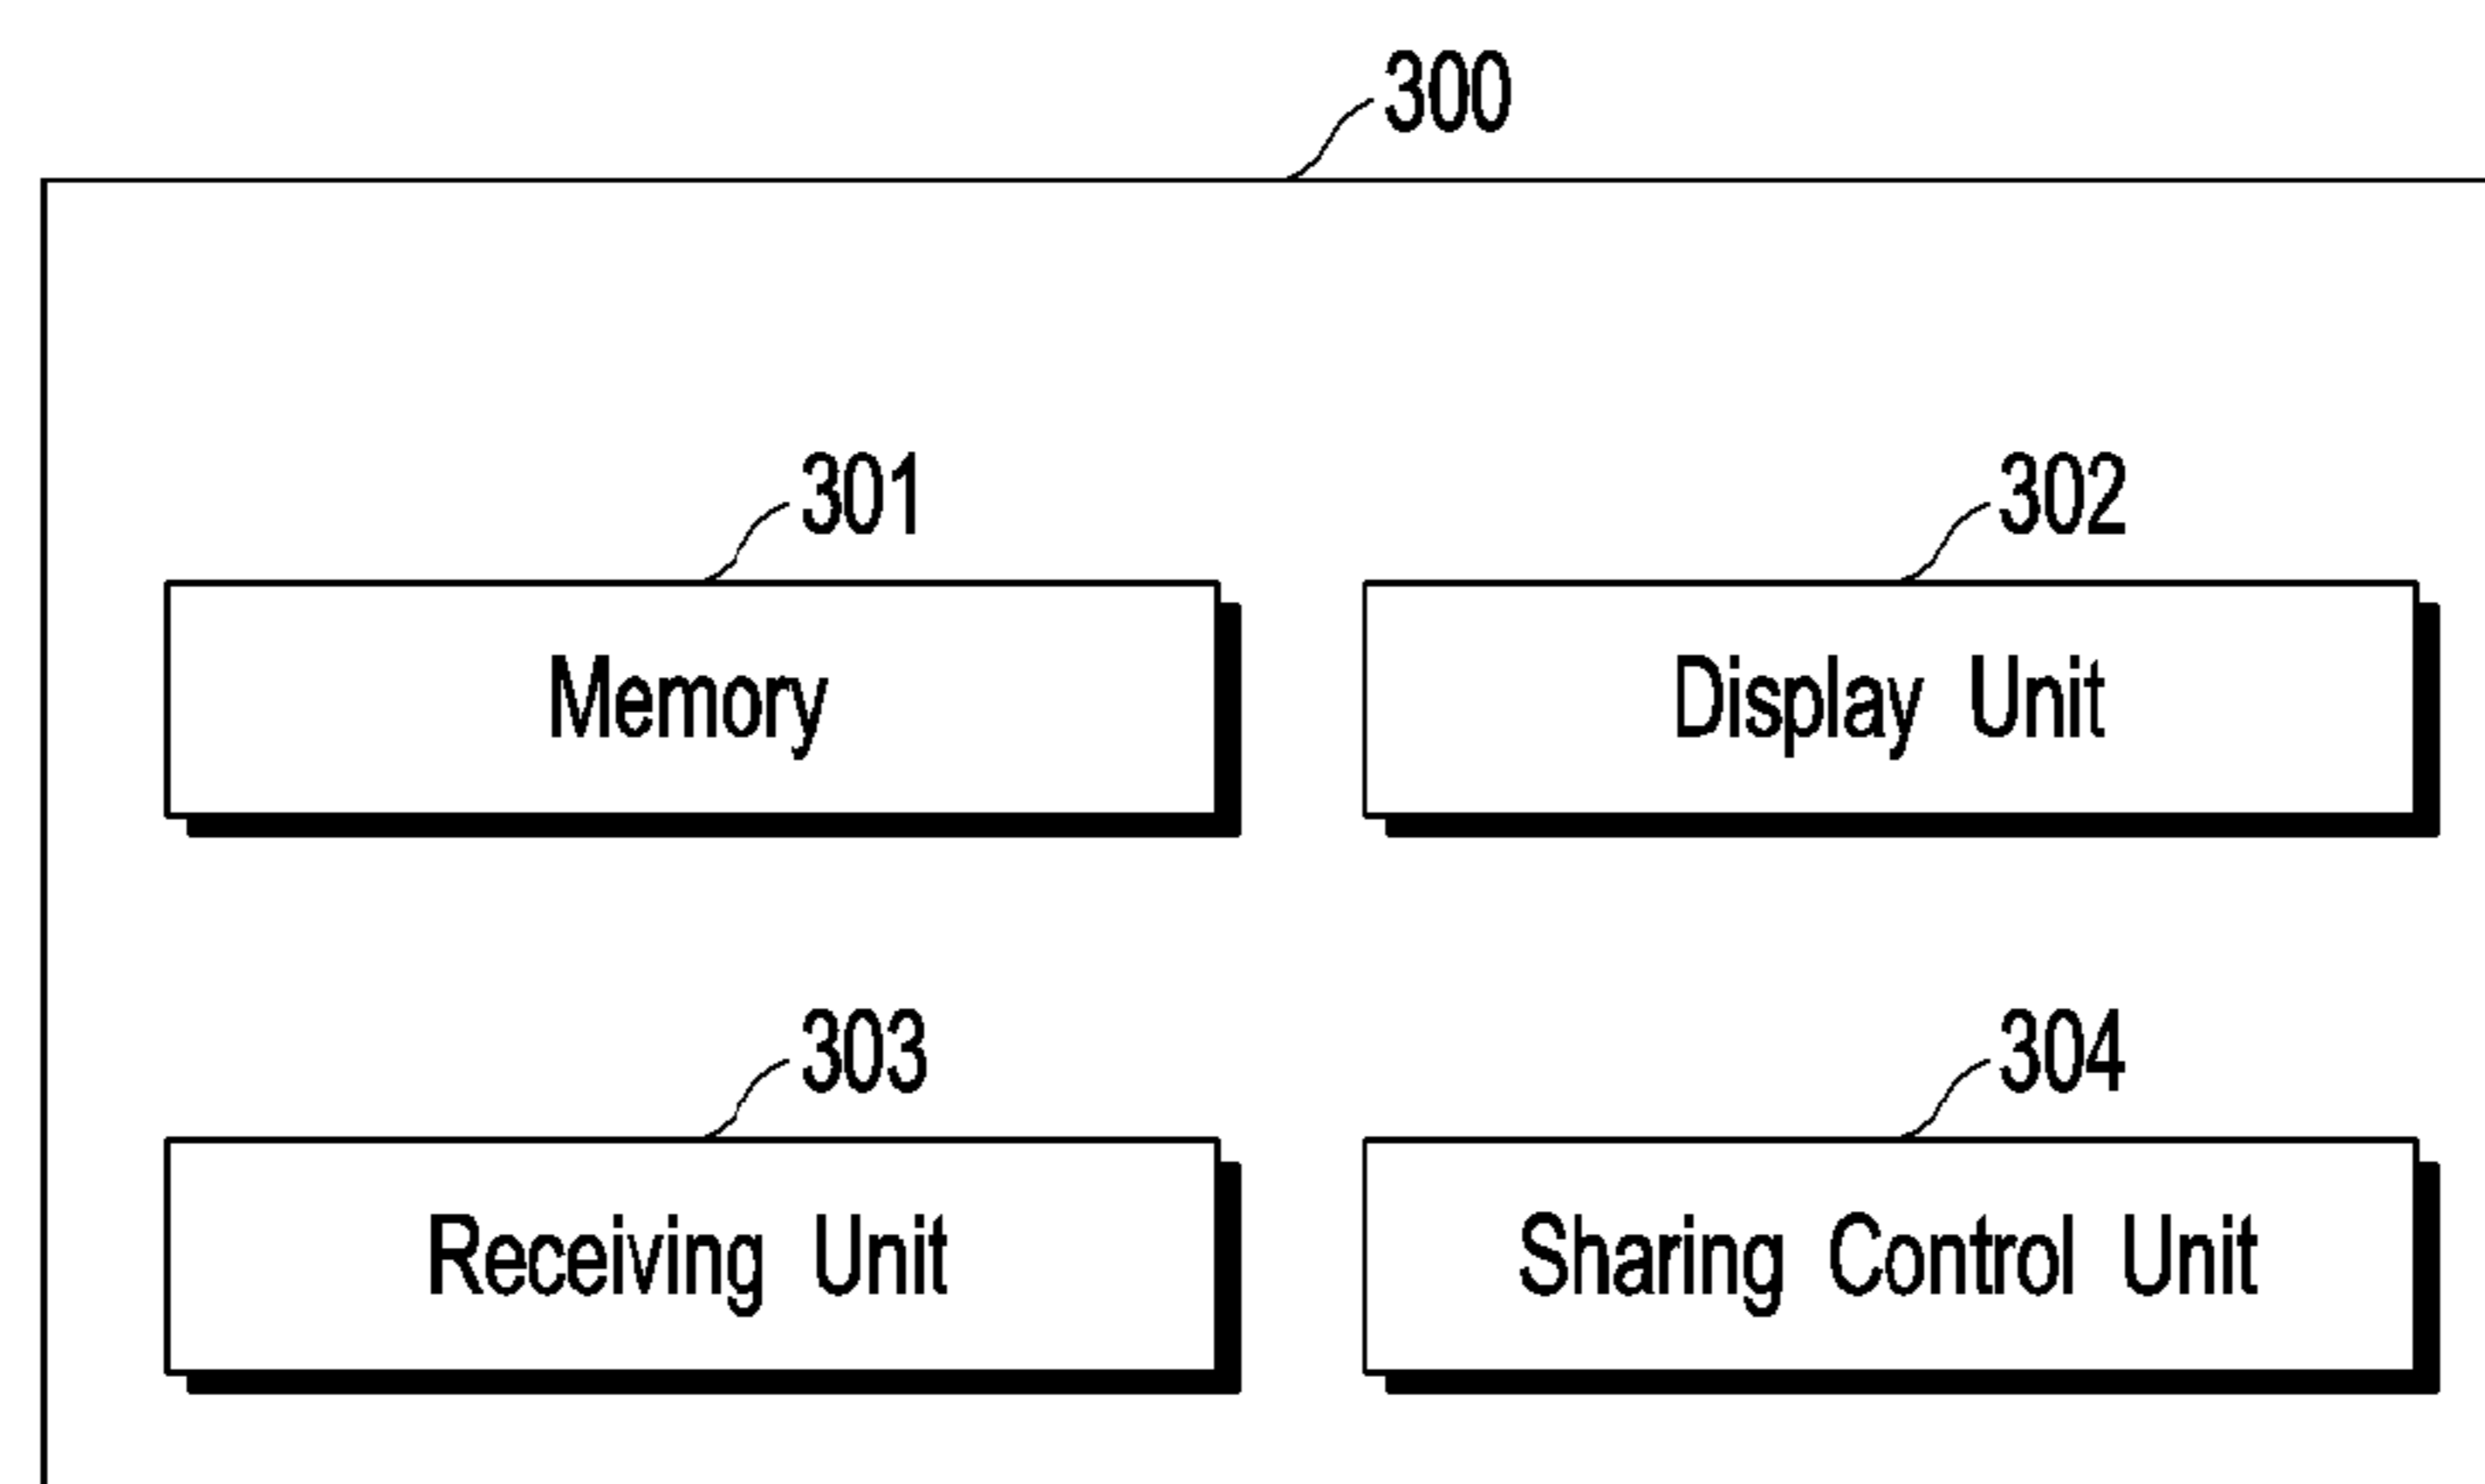 300
301
302
Memory
Display Unit
303
304
Receiving Unit
Sharing Control Unit